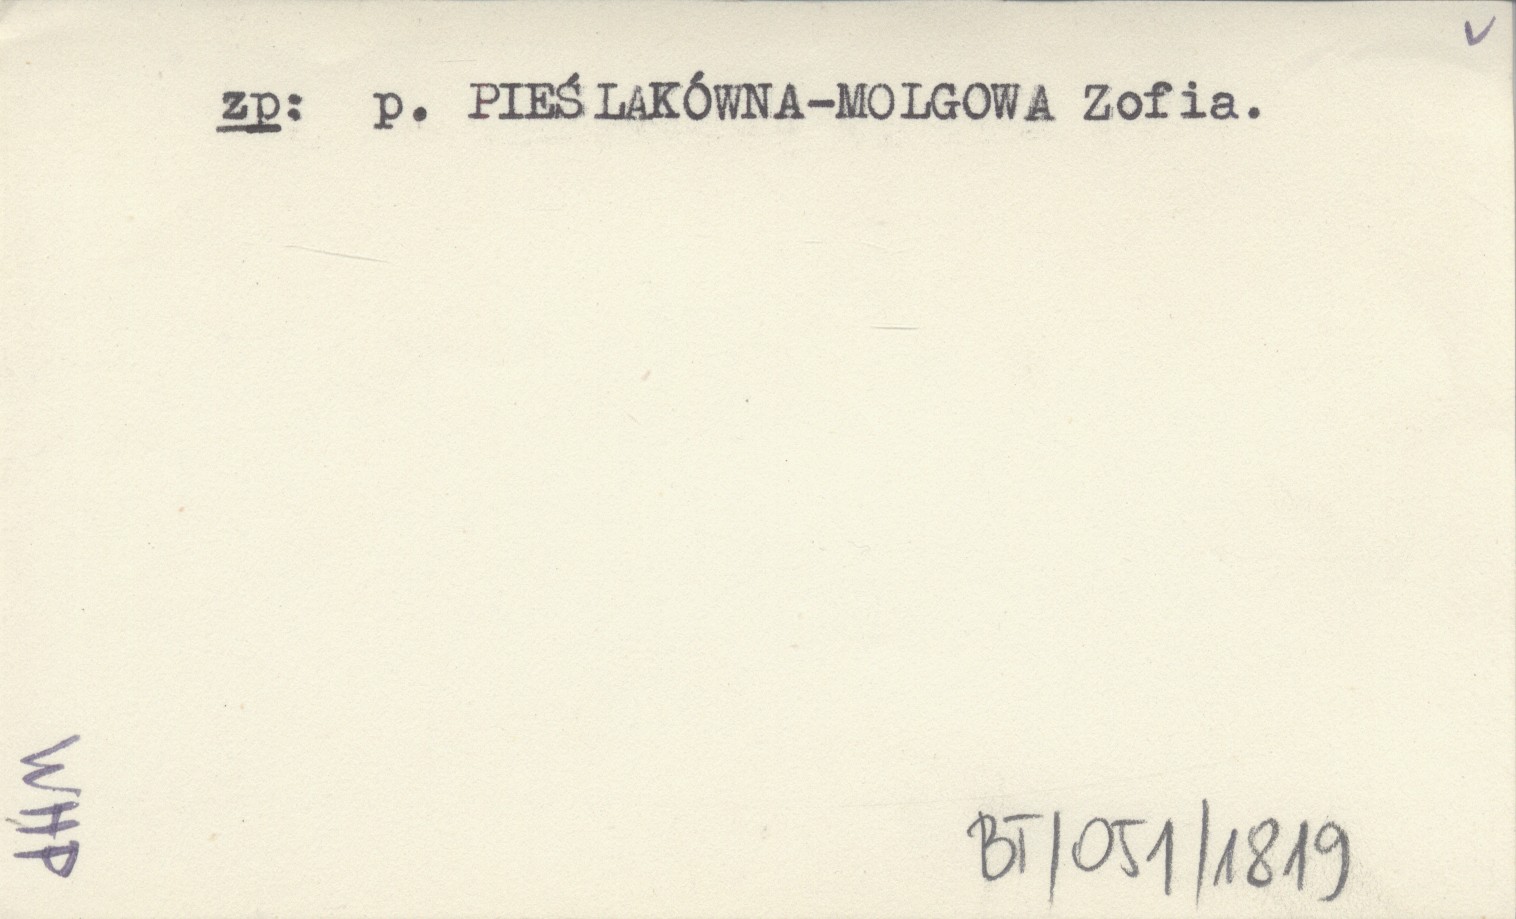 zp: p. PIEŚLAKÓWNA-MOLGOWA Zofia.
WHP
BT/051/1819